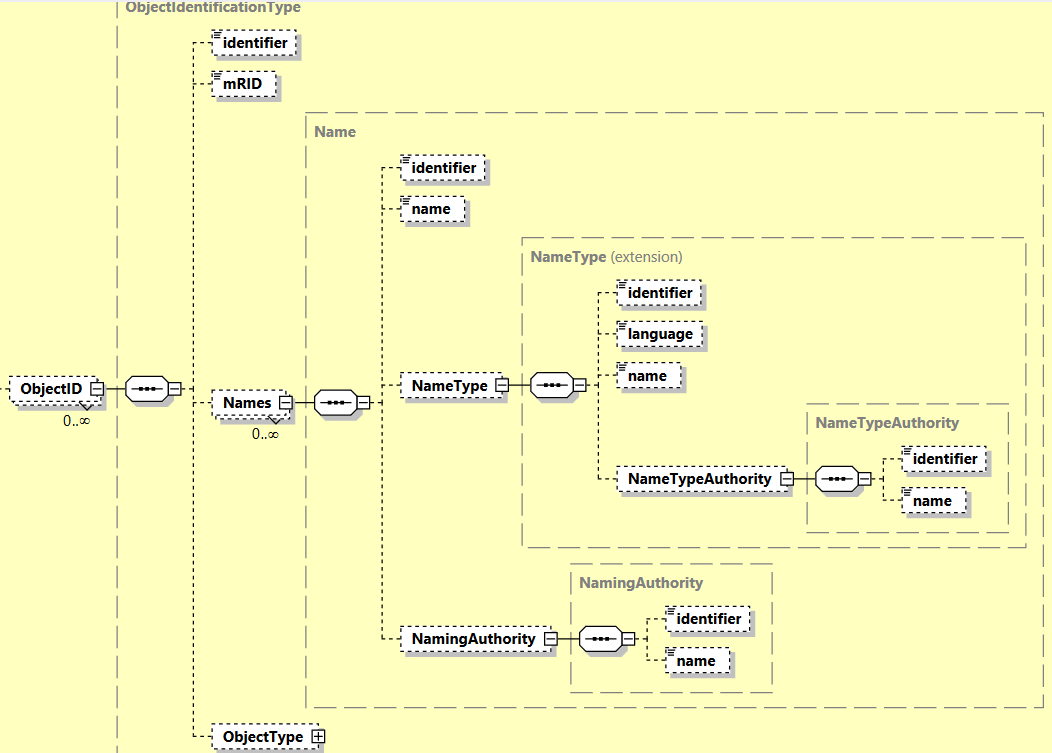 ObjectIdentificationType
identifier
mRID
Name
identifier
name
NameType (extension)
identifier
language
name
ObjectID
0..∞
Names
0..∞
NameType
NameTypeAuthority
NameTypeAuthority
identifier
name
NamingAuthority
NamingAuthority
identifier
name
ObjectType